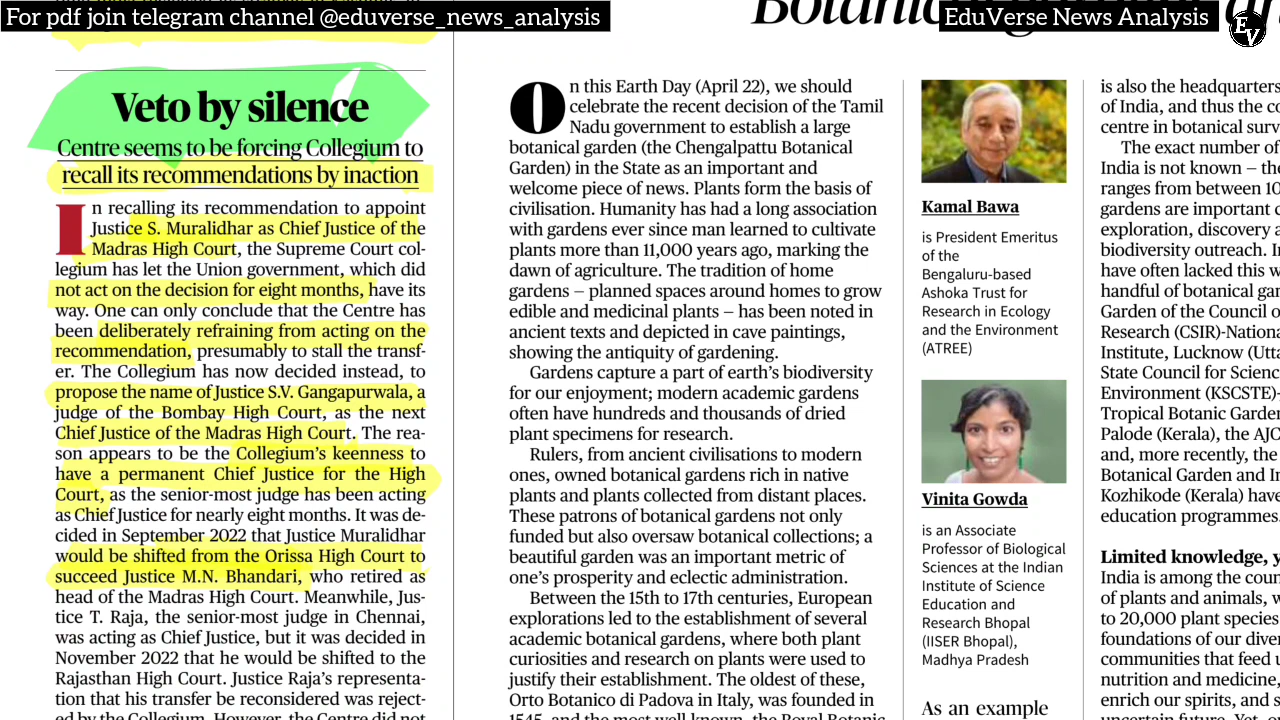 For pdf join telegram channel @eduverse_news_analysis
EduVerse News Analysis
EV
Veto by silence
Centre seems to be forcing Collegium to
recall its recommendations by inaction
In recalling its recommendation to appoint
Justice S. Muralidhar as Chief Justice of the
Madras High Court, the Supreme Court col-
legium has let the Union government, which did
not act on the decision for eight months, have its
way. One can only conclude that the Centre has
been deliberately refraining from acting on the
recommendation, presumably to stall the transf-
er. The Collegium has now decided instead, to
propose the name of Justice S.V. Gangapurwala, a
judge of the Bombay High Court, as the next
Chief Justice of the Madras High Court. The rea-
son appears to be the Collegium's keenness to
have a permanent Chief Justice for the High
Court, as the senior-most judge has been acting
as Chief Justice for nearly eight months. It was de-
cided in September 2022 that Justice Muralidhar
would be shifted from the Orissa High Court to
succeed Justice M.N. Bhandari, who retired as
head of the Madras High Court. Meanwhile, Jus-
tice T. Raja, the senior-most judge in Chennai,
was acting as Chief Justice, but it was decided in
November 2022 that he would be shifted to the
Rajasthan High Court. Justice Raja's representa-
tion that his transfer be reconsidered was reject-
ed by the Collegium. However, the Centre did not
On this Earth Day (April 22), we should
celebrate the recent decision of the Tamil
Nadu government to establish a large
botanical garden (the Chengalpattu Botanical
Garden) in the State as an important and
welcome piece of news. Plants form the basis of
civilisation. Humanity has had a long association
with gardens ever since man learned to cultivate
plants more than 11,000 years ago, marking the
dawn of agriculture. The tradition of home
gardens — planned spaces around homes to grow
edible and medicinal plants — has been noted in
ancient texts and depicted in cave paintings,
showing the antiquity of gardening.
Gardens capture a part of earth's biodiversity
for our enjoyment; modern academic gardens
often have hundreds and thousands of dried
plant specimens for research.
Rulers, from ancient civilisations to modern
ones, owned botanical gardens rich in native
plants and plants collected from distant places.
These patrons of botanical gardens not only
funded but also oversaw botanical collections; a
beautiful garden was an important metric of
one's prosperity and eclectic administration.
Between the 15th to 17th centuries, European
explorations led to the establishment of several
academic botanical gardens, where both plant
curiosities and research on plants were used to
justify their establishment. The oldest of these,
Orto Botanico di Padova in Italy, was founded in
1545, and the most well-known, the Royal Botanic
Kamal Bawa
is President Emeritus
of the
Bengaluru-based
Ashoka Trust for
Research in Ecology
and the Environment
(ATREE)
Vinita Gowda
is an Associate
Professor of Biological
Sciences at the Indian
Institute of Science
Education and
Research Bhopal
(IISER Bhopal),
Madhya Pradesh
As an example
is also the headquarters
of India, and thus the co
centre in botanical surv
The exact number of
India is not known — the
ranges from between 10
gardens are important c
exploration, discovery a
biodiversity outreach. I
have often lacked this w
handful of botanical gar
Garden of the Council o
Research (CSIR)-Nationa
Institute, Lucknow (Utta
State Council for Scienc
Environment (KSCSTE)-
Tropical Botanic Garden
Palode (Kerala), the AJC
and, more recently, the
Botanical Garden and In
Kozhikode (Kerala) have
education programmes.
Limited knowledge, y
India is among the coun
of plants and animals, w
to 20,000 plant species
foundations of our diver
communities that feed u
nutrition and medicine,
enrich our spirits, and s